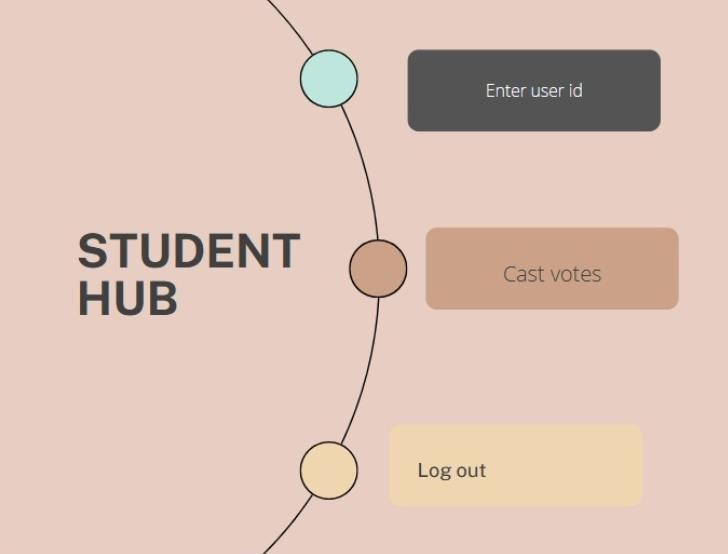 Enter user id
STUDENT
HUB
Cast votes
Log out